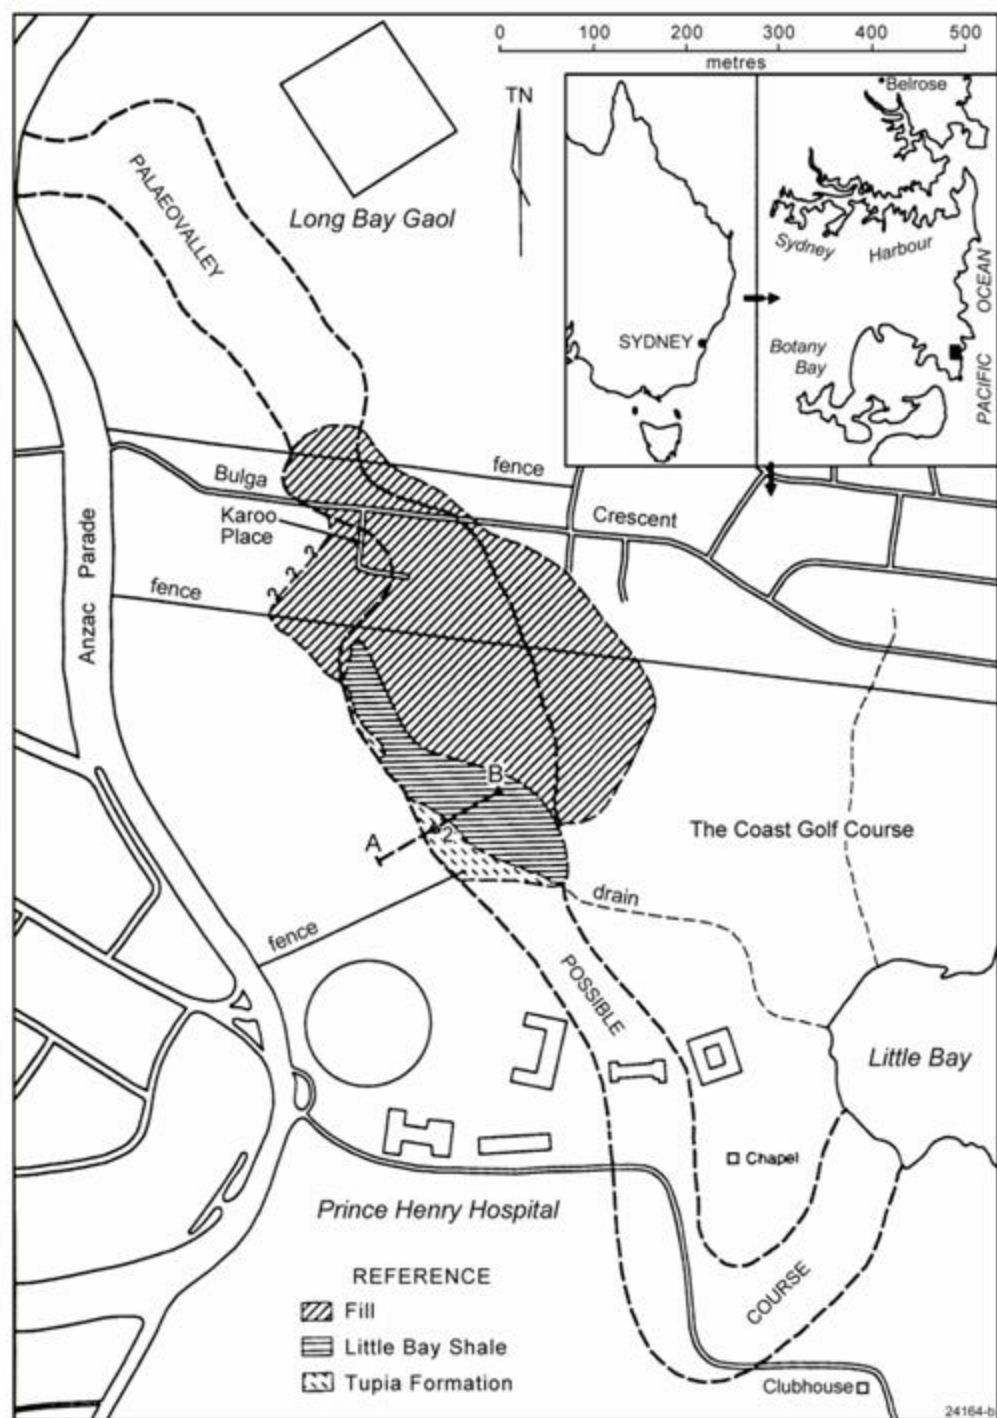 0 100 200 300 400 500
metres
TN
Belrose
PALAEOVALLEY
Long Bay Gaol
Sydney Harbour
PACIFIC OCEAN
SYDNEY
Botany
Bay
fence
Bulga
Crescent
Karoo
Place
? ? ?
Anzac Parade
fence
B
The Coast Golf Course
A
?
drain
fence
POSSIBLE
Little Bay
Chapel
Prince Henry Hospital
COURSE
REFERENCE
Fill
Little Bay Shale
Tupia Formation
Clubhouse
24164-b